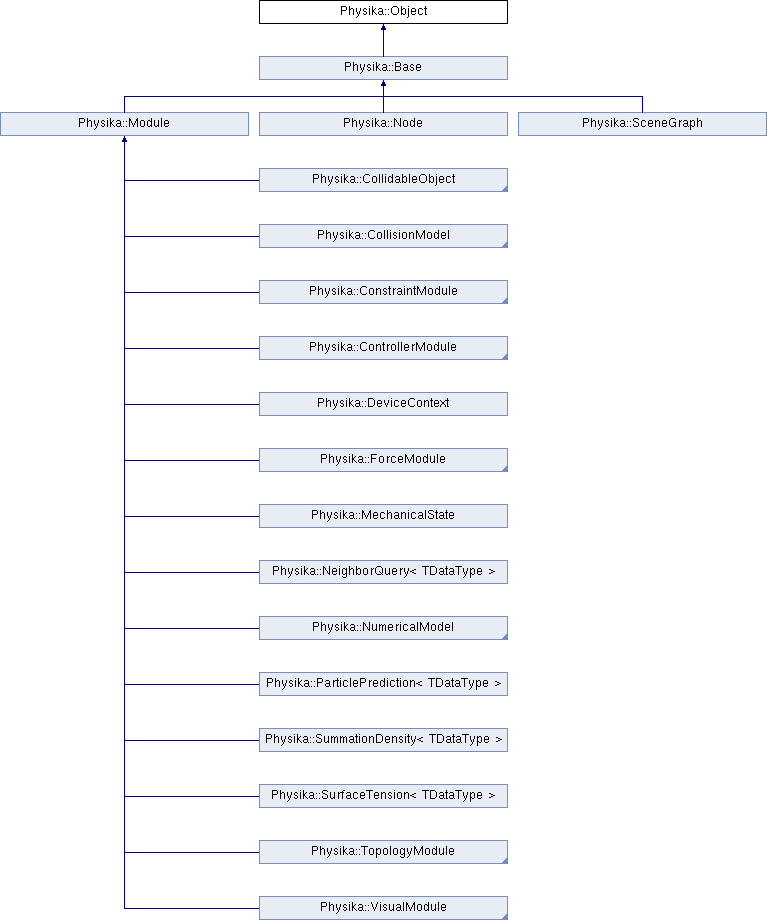 Physika::Object
Physika::Base
Physika::Module
Physika::Node
Physika::SceneGraph
Physika::CollidableObject
Physika::CollisionModel
Physika::ConstraintModule
Physika::ControllerModule
Physika::DeviceContext
Physika::ForceModule
Physika::MechanicalState
Physika::NeighborQuery< TDataType >
Physika::NumericalModel
Physika::ParticlePrediction< TDataType >
Physika::SummationDensity< TDataType >
Physika::SurfaceTension< TDataType >
Physika::TopologyModule
Physika::VisualModule